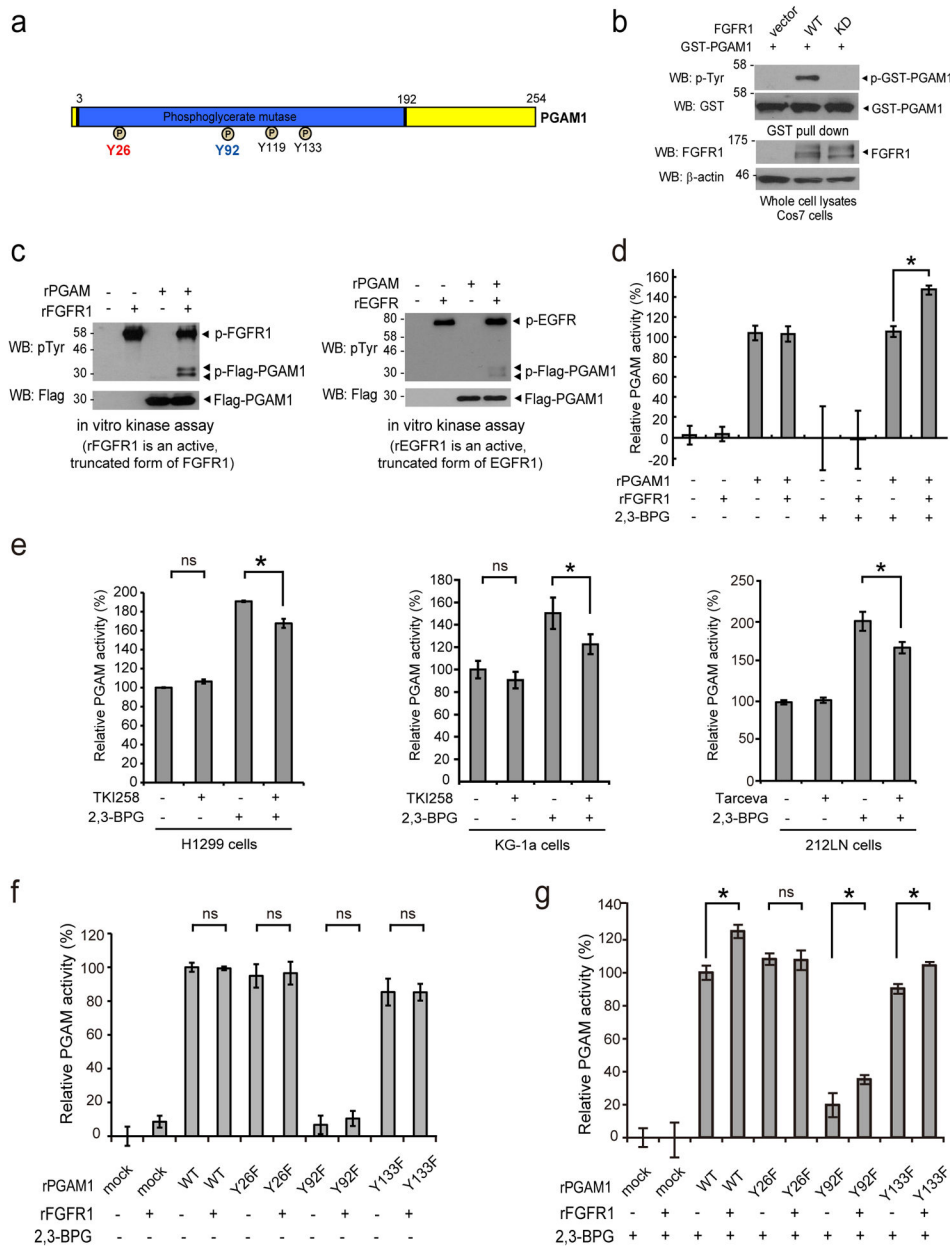 a
3 192 254
Phosphoglycerate mutase PGAM1
P P P P
Y26 Y92 Y119 Y133
b
FGFR1 vector WT KD
GST-PGAM1 + + +
58
WB: p-Tyr p-GST-PGAM1
58
WB: GST GST-PGAM1
GST pull down
175
WB: FGFR1 FGFR1
46
WB: β-actin
Whole cell lysates
Cos7 cells
c
rPGAM - - + +
rFGFR1 - + - +
58 p-FGFR1
46
WB: pTyr
30 p-Flag-PGAM1
WB: Flag 30 Flag-PGAM1
in vitro kinase assay
(rFGFR1 is an active,
truncated form of FGFR1)
rPGAM - - + +
rEGFR - + - +
80 p-EGFR
58
46
WB: pTyr
30 p-Flag-PGAM1
WB: Flag 30 Flag-PGAM1
in vitro kinase assay
(rEGFR1 is an active,
truncated form of EGFR1)
d
Relative PGAM activity (%)
160
140
120
100
80
60
40
20
0
-20
*
rPGAM1 - - + + - - + +
rFGFR1 - + - + - + - +
2,3-BPG - - - - + + + +
e
Relative PGAM activity (%)
200
180
160
140
120
100
80
60
40
20
0
ns *
TKI258 - + - +
2,3-BPG - - + +
H1299 cells
Relative PGAM activity (%)
180
160
140
120
100
80
60
40
20
0
ns *
TKI258 - + - +
2,3-BPG - - + +
KG-1a cells
Relative PGAM activity (%)
250
200
150
100
50
0
*
Tarceva - + - +
2,3-BPG - - + +
212LN cells
f
Relative PGAM activity (%)
120
100
80
60
40
20
0
ns ns ns ns
rPGAM1 mock mock WT WT Y26F Y26F Y92F Y92F Y133F Y133F
rFGFR1 - + - + - + - + - +
2,3-BPG - - - - - - - - - -
g
Relative PGAM activity (%)
140
120
100
80
60
40
20
0
* ns * *
rPGAM1 mock mock WT WT Y26F Y26F Y92F Y92F Y133F Y133F
rFGFR1 - + - + - + - + - +
2,3-BPG + + + + + + + + + +